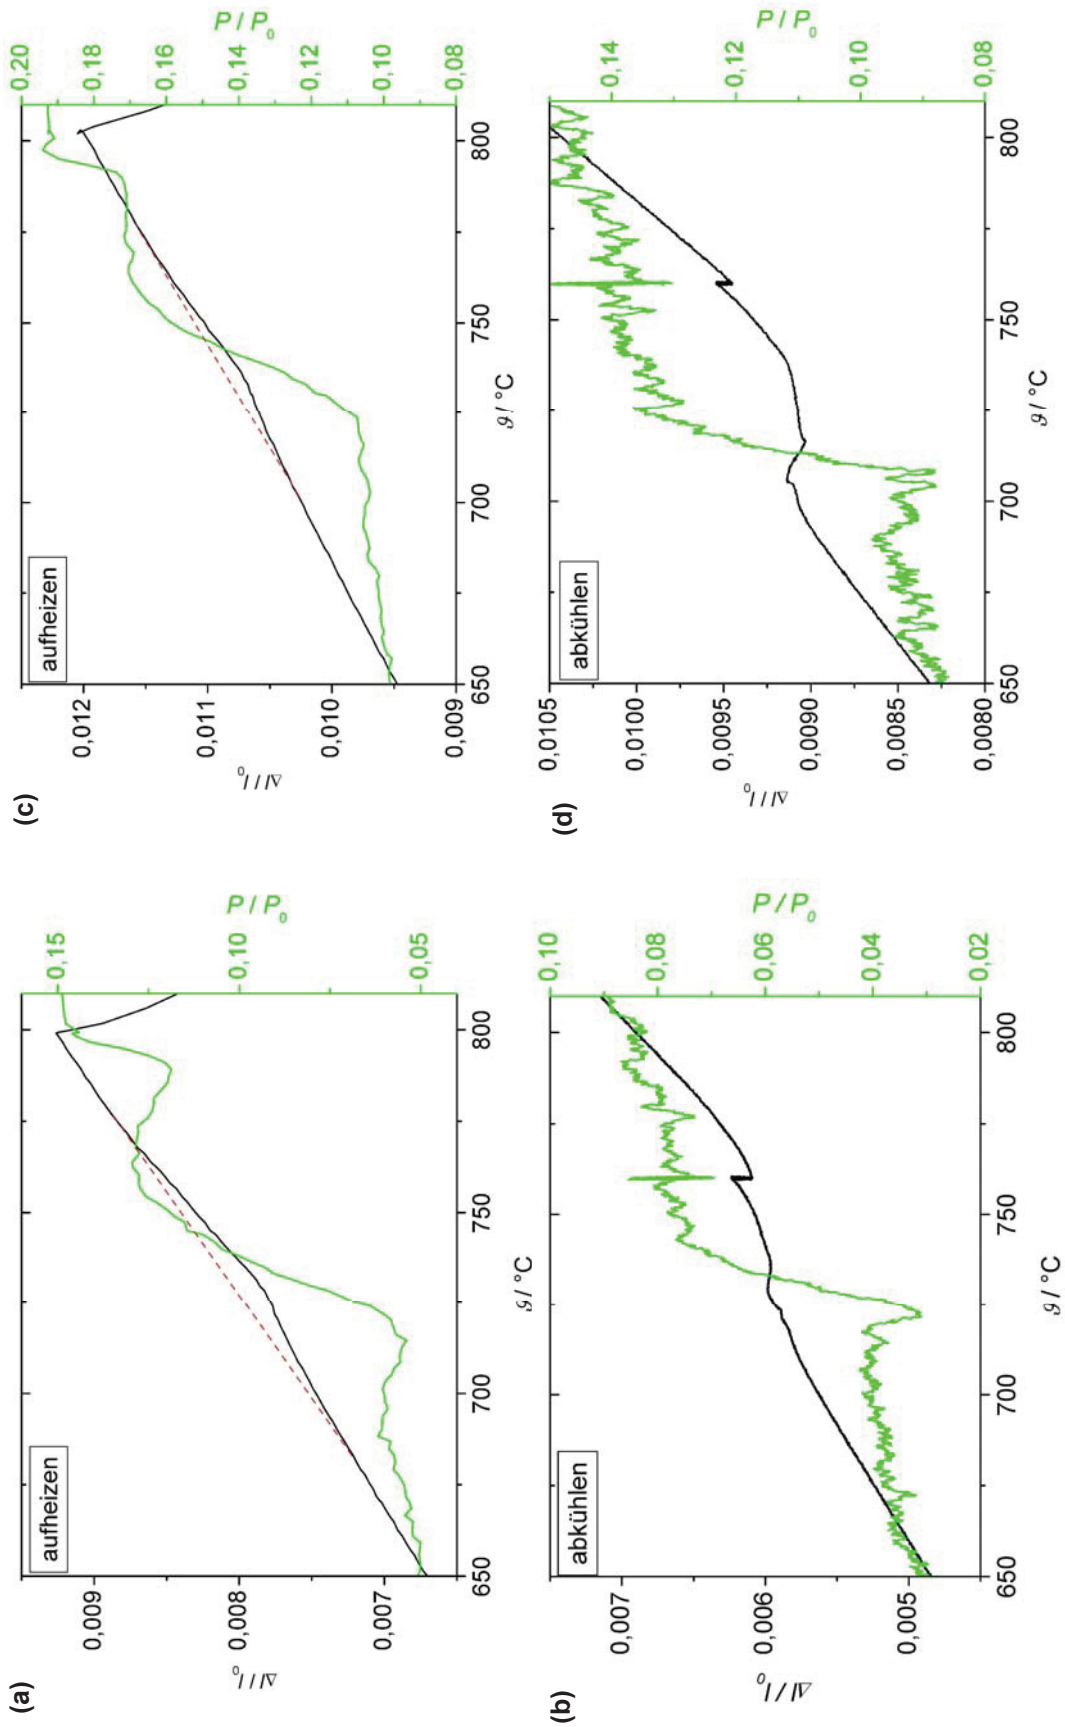 (a)
aufheizen
Δl / l₀
0,009
0,008
0,007
650
700
750
800
ϑ / °C
P / P₀
0,15
0,10
0,05
(c)
aufheizen
Δl / l₀
0,012
0,011
0,010
0,009
650
700
750
800
ϑ / °C
P / P₀
0,20
0,18
0,16
0,14
0,12
0,10
0,08
(b)
abkühlen
Δl / l₀
0,007
0,006
0,005
650
700
750
800
ϑ / °C
P / P₀
0,10
0,08
0,06
0,04
0,02
(d)
abkühlen
Δl / l₀
0,0105
0,0100
0,0095
0,0090
0,0085
0,0080
650
700
750
800
ϑ / °C
P / P₀
0,14
0,12
0,10
0,08